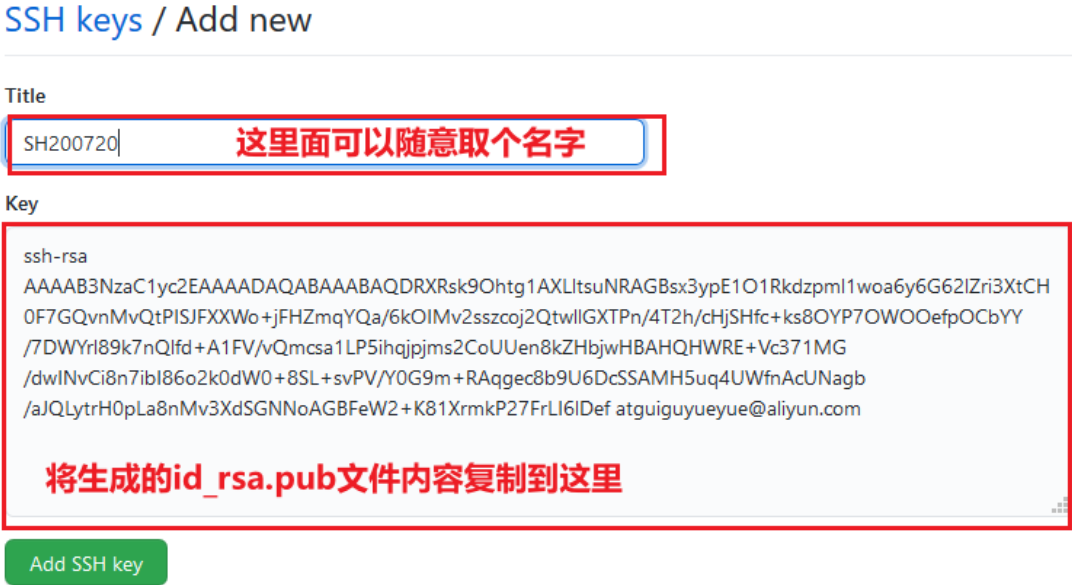 SSH keys / Add new
Title
SH200720
这里面可以随意取个名字
Key
ssh-rsa
AAAAB3NzaC1yc2EAAAADAQABAAABAQDRXRsk9Ohtg1AXLltsuNRAGBsx3ypE1O1Rkdzpml1woa6y6G62lZri3XtCH
0F7GQvnMvQtPISJFXXWo+jFHZmqYQa/6kOIMv2sszcoj2QtwllGXTPn/4T2h/cHjSHfc+ks8OYP7OWOOefpOCbYY
/7DWYrl89k7nQlfd+A1FV/vQmcsa1LP5ihqjpjms2CoUUen8kZHbjwHBAHQHWRE+Vc371MG
/dwINvCi8n7ibI86o2k0dW0+8SL+svPV/Y0G9m+RAqgec8b9U6DcSSAMH5uq4UWfnAcUNagb
/aJQLytrH0pLa8nMv3XdSGNNoAGBFeW2+K81XrmkP27FrLI6lDef atguiguyueyue@aliyun.com
将生成的id_rsa.pub文件内容复制到这里
Add SSH key